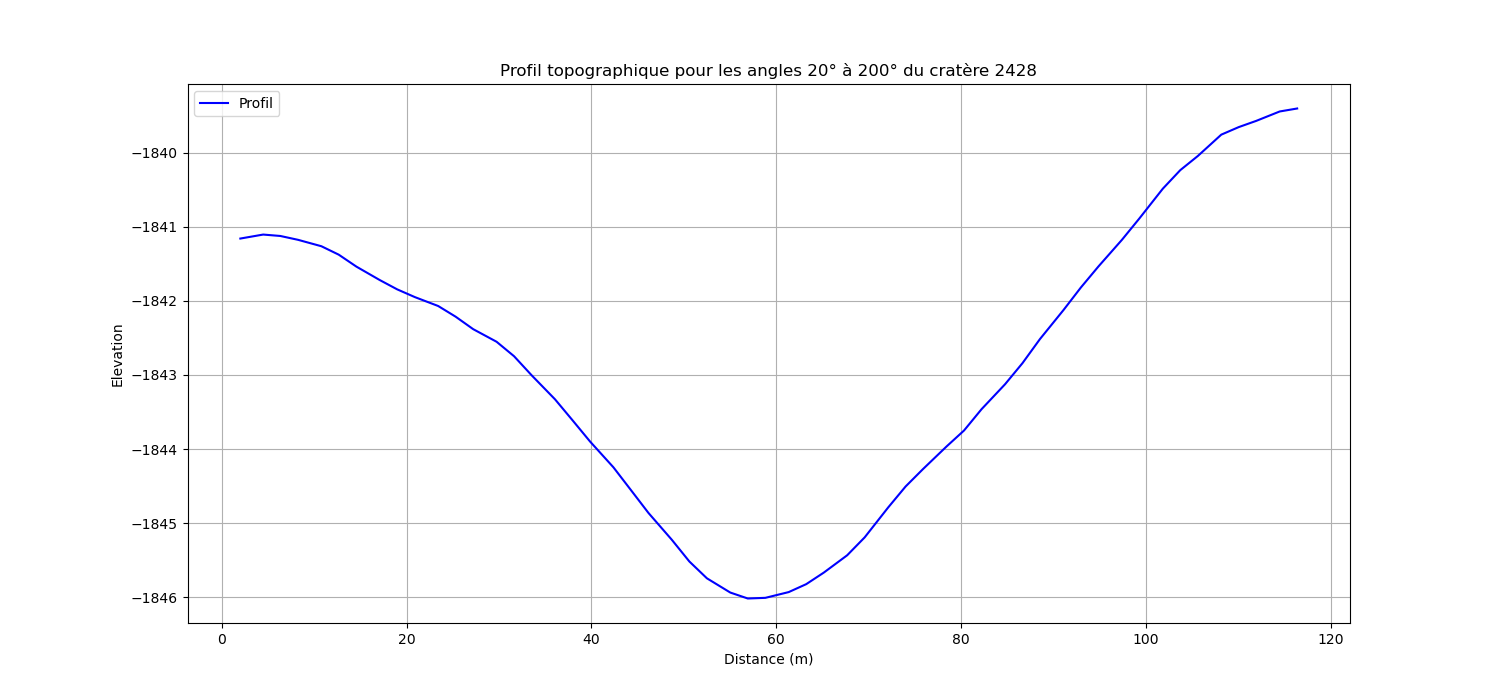 Profil topographique pour les angles 20° à 200° du cratère 2428
Profil
−1840
−1841
−1842
−1843
−1844
−1845
−1846
Elevation
0 20 40 60 80 100 120
Distance (m)